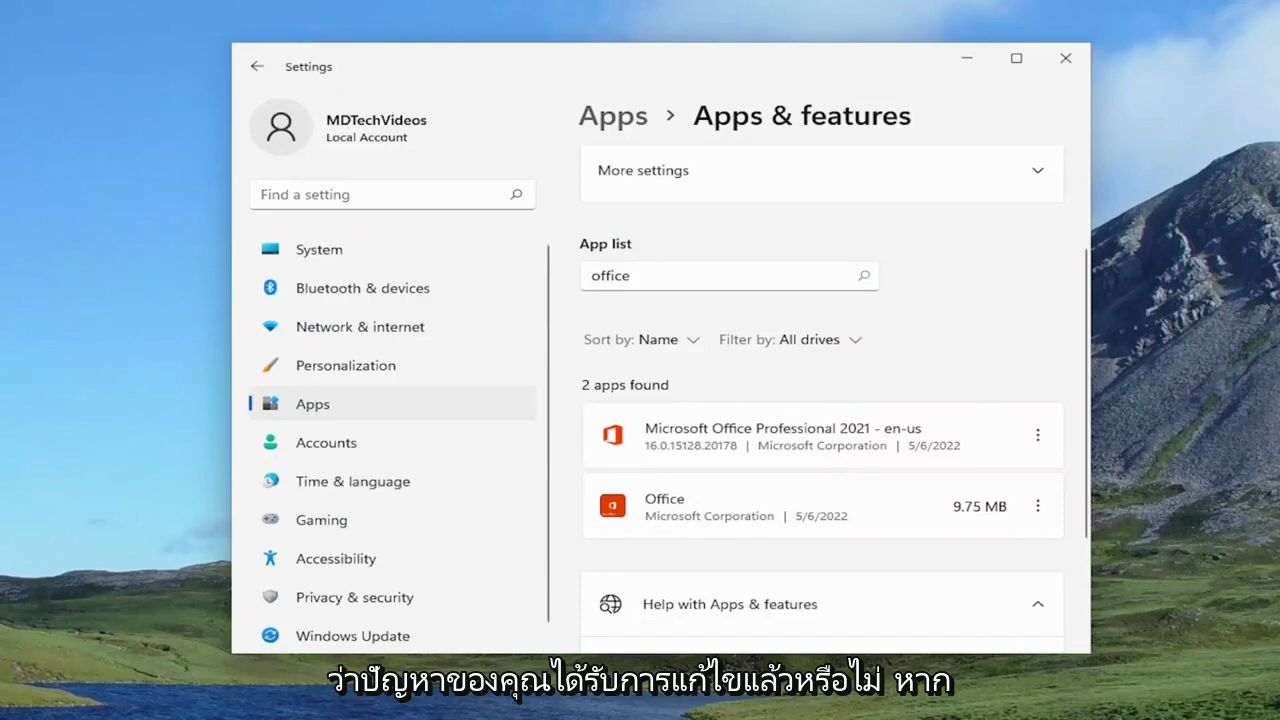 Settings
MDTechVideos
Local Account
Find a setting
System
Bluetooth & devices
Network & internet
Personalization
Apps
Accounts
Time & language
Gaming
Accessibility
Privacy & security
Windows Update
Apps > Apps & features
More settings
App list
office
Sort by: Name Filter by: All drives
2 apps found
Microsoft Office Professional 2021 - en-us
16.0.15128.20178 | Microsoft Corporation | 5/6/2022
Office
Microsoft Corporation | 5/6/2022
9.75 MB
Help with Apps & features
ว่าปัญหาของคุณได้รับการแก้ไขแล้วหรือไม่ หาก